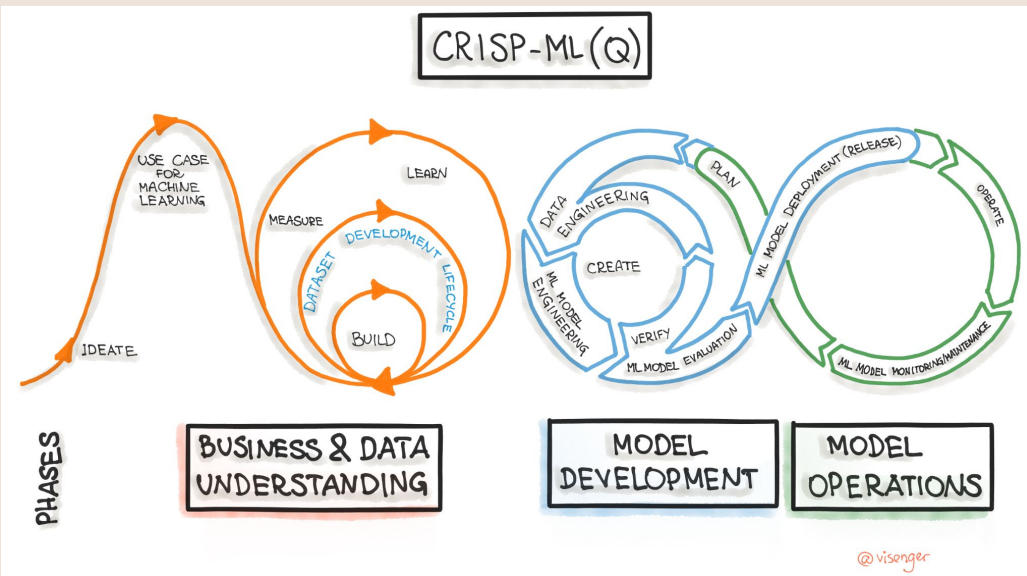 CRISP-ML(Q)
IDEATE
USE CASE
FOR
MACHINE
LEARNING
MEASURE
LEARN
DATASET DEVELOPMENT LIFECYCLE
BUILD
DATA
ENGINEERING
CREATE
ML MODEL
ENGINEERING
VERIFY
ML MODEL EVALUATION
PLAN
ML MODEL DEPLOYMENT (RELEASE)
OPERATE
ML MODEL MONITORING/MAINTENANCE
PHASES
BUSINESS & DATA
UNDERSTANDING
MODEL
DEVELOPMENT
MODEL
OPERATIONS
@visenger